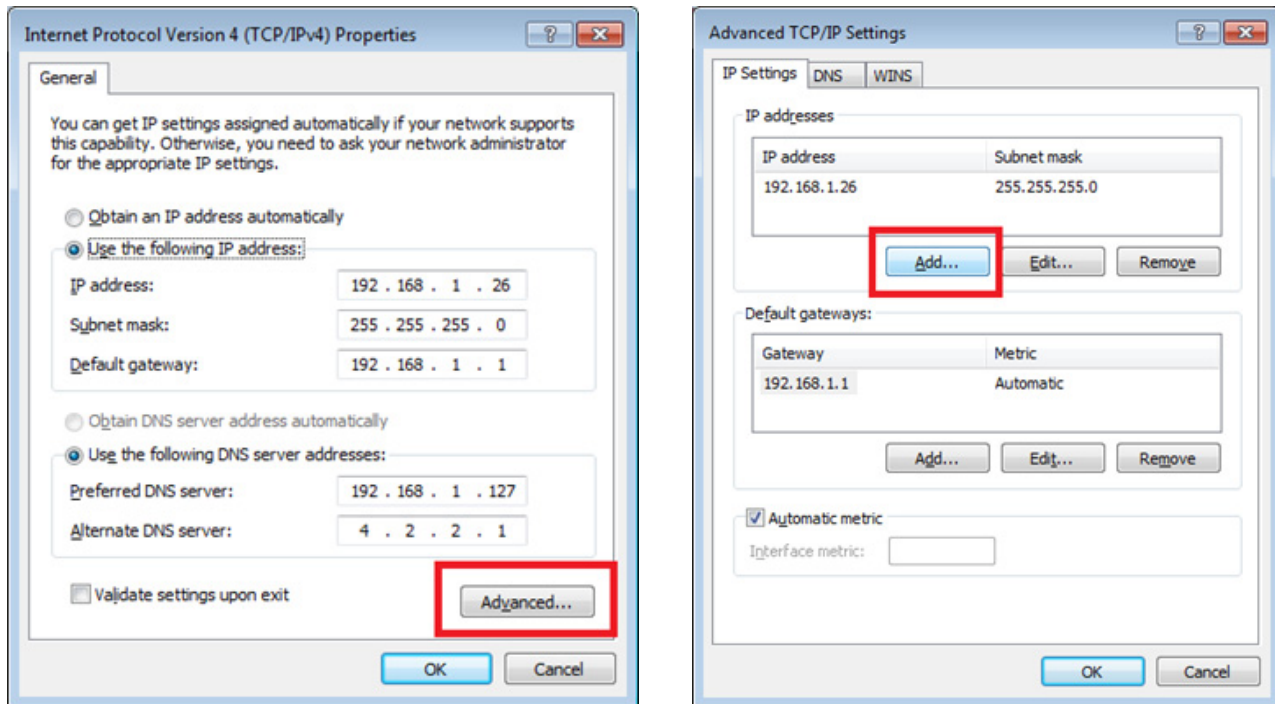 Internet Protocol Version 4 (TCP/IPv4) Properties
General
You can get IP settings assigned automatically if your network supports
this capability. Otherwise, you need to ask your network administrator
for the appropriate IP settings.
Obtain an IP address automatically
Use the following IP address:
IP address: 192 . 168 . 1 . 26
Subnet mask: 255 . 255 . 255 . 0
Default gateway: 192 . 168 . 1 . 1
Obtain DNS server address automatically
Use the following DNS server addresses:
Preferred DNS server: 192 . 168 . 1 . 127
Alternate DNS server: 4 . 2 . 2 . 1
Validate settings upon exit
Advanced...
OK Cancel
Advanced TCP/IP Settings
IP Settings DNS WINS
IP addresses
IP address Subnet mask
192.168.1.26 255.255.255.0
Add... Edit... Remove
Default gateways:
Gateway Metric
192.168.1.1 Automatic
Add... Edit... Remove
Automatic metric
Interface metric:
OK Cancel